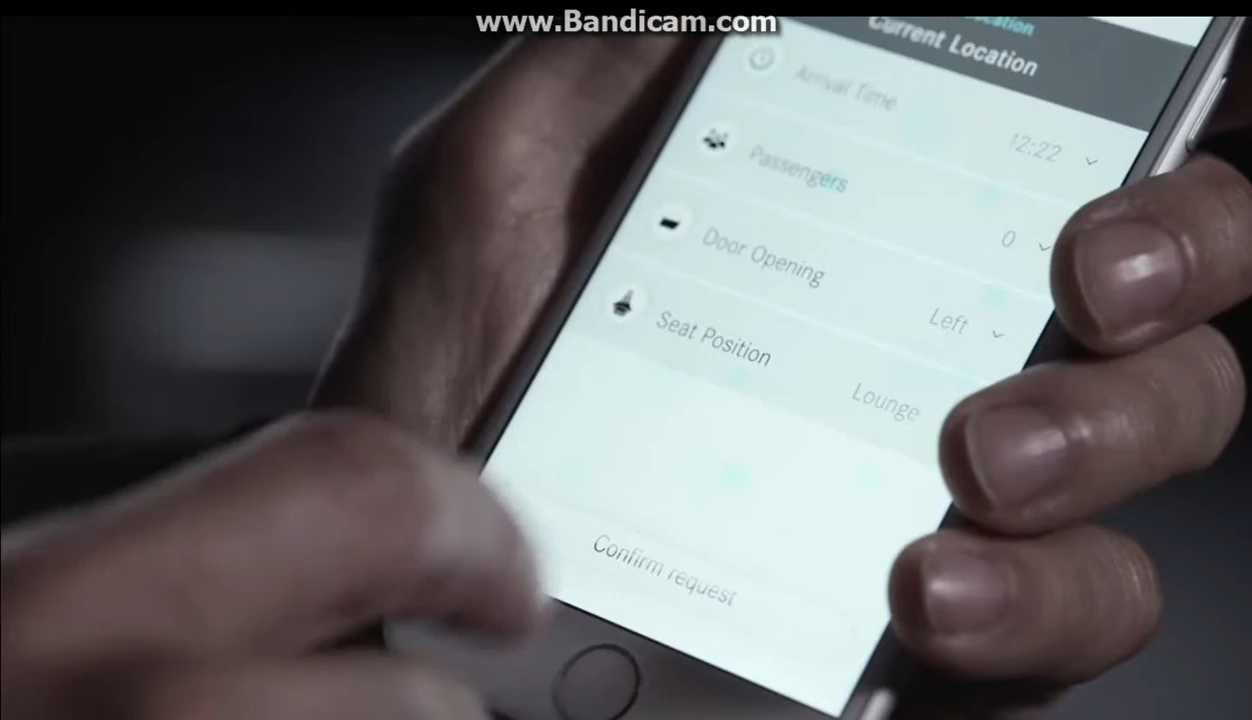 www.Bandicam.com
Current Location
Arrival Time
12:22
Passengers
0
Door Opening
Left
Seat Position
Lounge
Confirm request